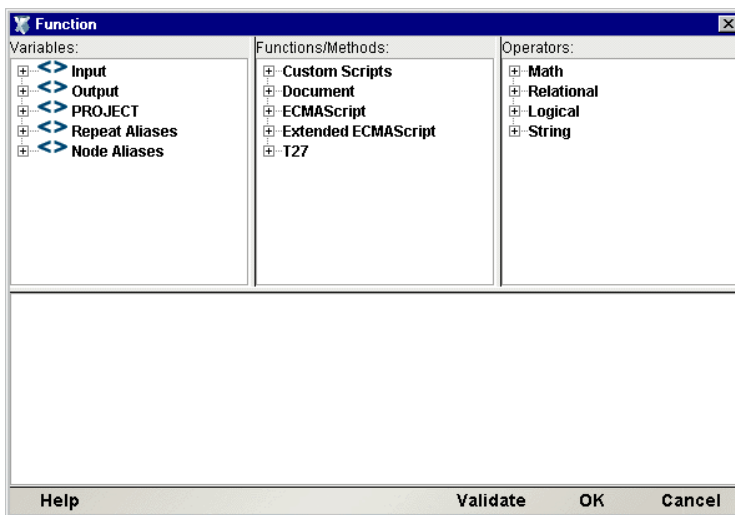 Function
Variables:
Input
Output
PROJECT
Repeat Aliases
Node Aliases
Functions/Methods:
Custom Scripts
Document
ECMAScript
Extended ECMAScript
T27
Operators:
Math
Relational
Logical
String
Help Validate OK Cancel